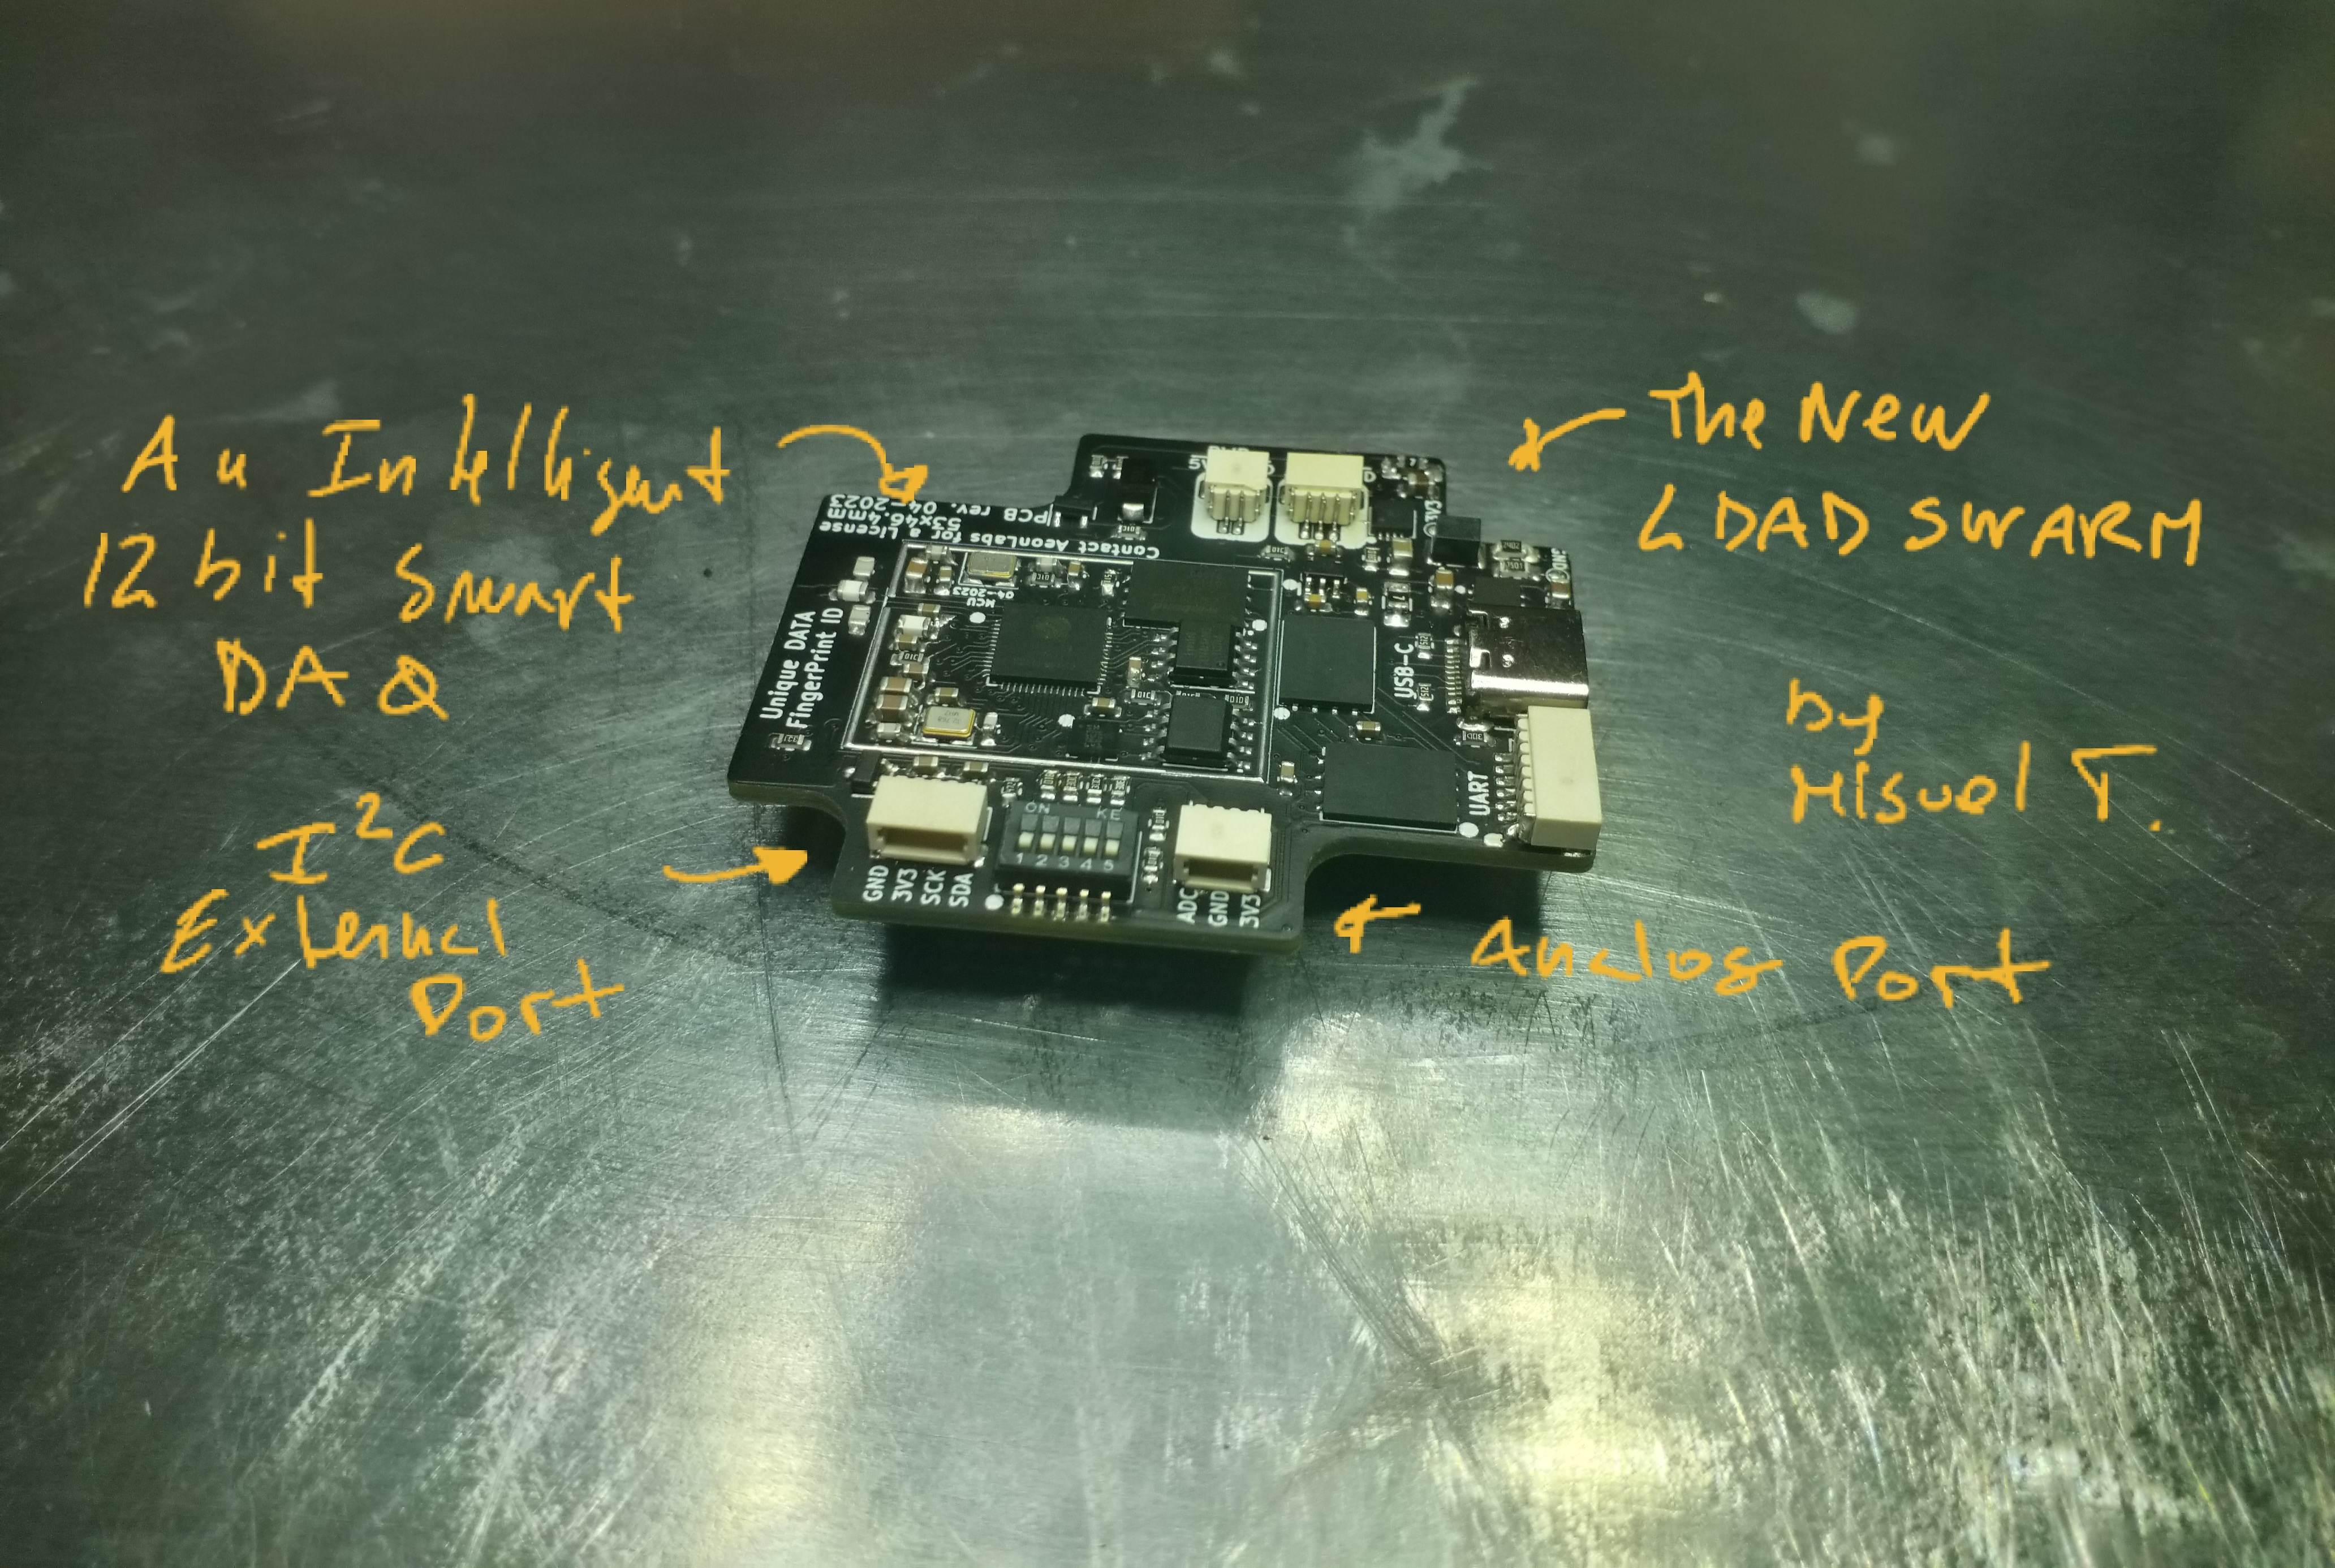 An Intelligent
12 bit Smart
DAQ
I²C
External
Port
The New
LDAD SWARM
by
Miguel T.
Analog Port
PCB rev. 04-2023
53x46.4mm
Contact AeonLabs for a License
Unique DATA
FingerPrint ID
MCU
04-2023
USB-C
UART
3V3
ON
KE
1 2 3 4 5
GND
3V3
SCK
SDA
ADC
GND
3V3